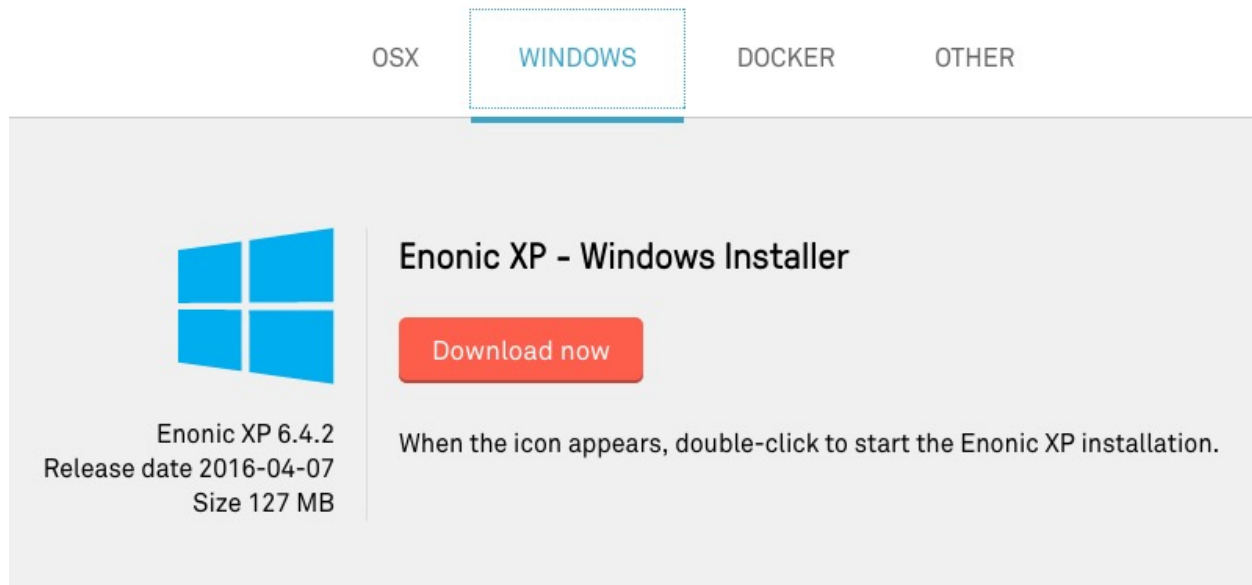 OSX WINDOWS DOCKER OTHER
Enonic XP - Windows Installer
Download now
Enonic XP 6.4.2
Release date 2016-04-07
Size 127 MB
When the icon appears, double-click to start the Enonic XP installation.